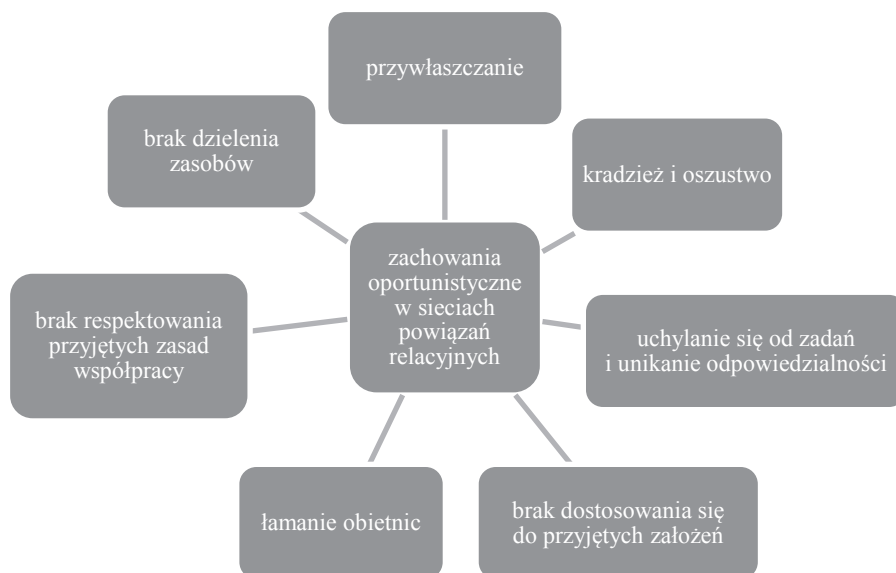 przywłaszczanie
brak dzielenia
zasobów
kradzież i oszustwo
zachowania
oportunistyczne
w sieciach
powiązań
relacyjnych
brak respektowania
przyjętych zasad
współpracy
uchylanie się od zadań
i unikanie odpowiedzialności
łamanie obietnic
brak dostosowania się
do przyjętych założeń